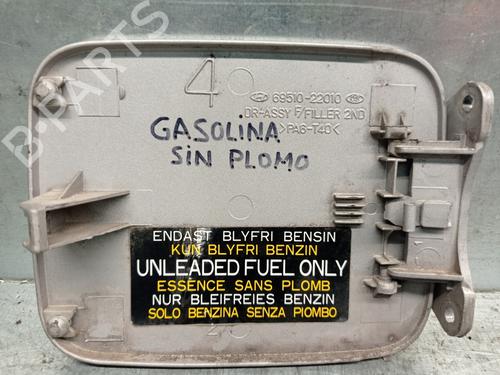 B-PARTS
4
69510-22010
DR-ASSY F/FILLER 2ND
>PA6-T40<
GASOLINA
SIN PLOMO
ENDAST BLYFRI BENSIN
KUN BLYFRI BENZIN
UNLEADED FUEL ONLY
ESSENCE SANS PLOMB
NUR BLEIFREIES BENZIN
SOLO BENZINA SENZA PIOMBO